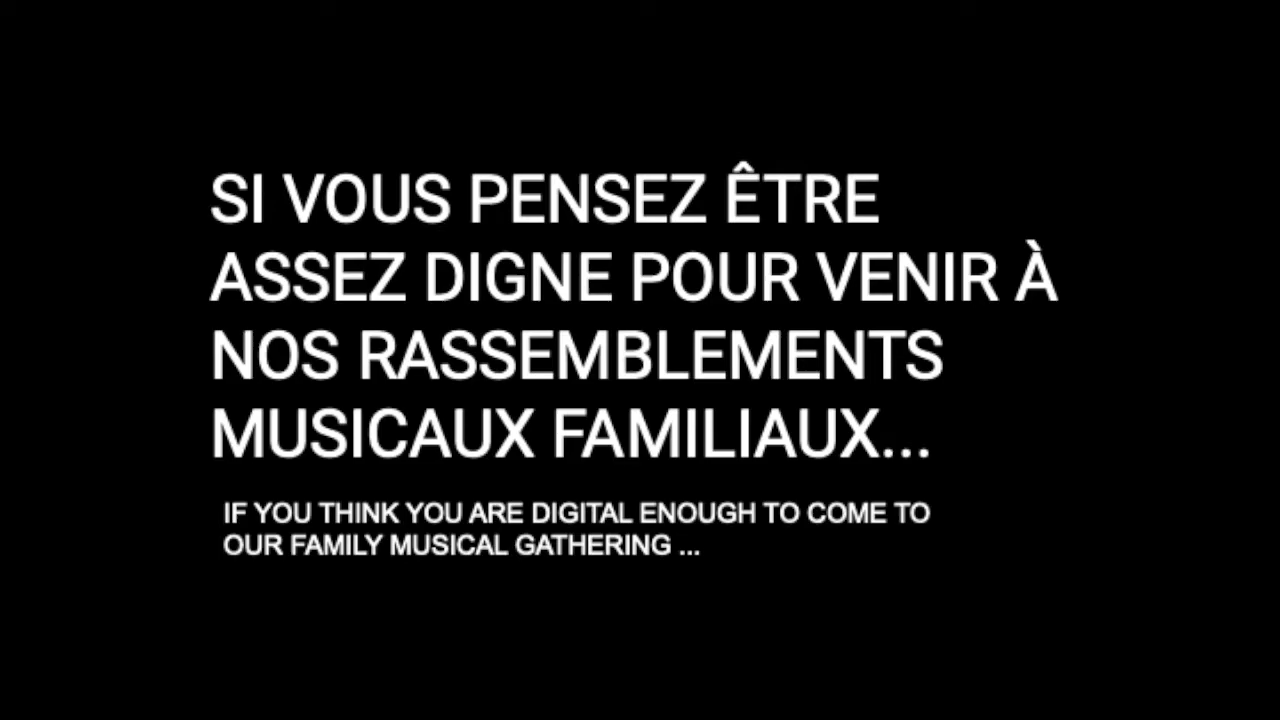 SI VOUS PENSEZ ÊTRE
ASSEZ DIGNE POUR VENIR À
NOS RASSEMBLEMENTS
MUSICAUX FAMILIAUX...
IF YOU THINK YOU ARE DIGITAL ENOUGH TO COME TO
OUR FAMILY MUSICAL GATHERING ...